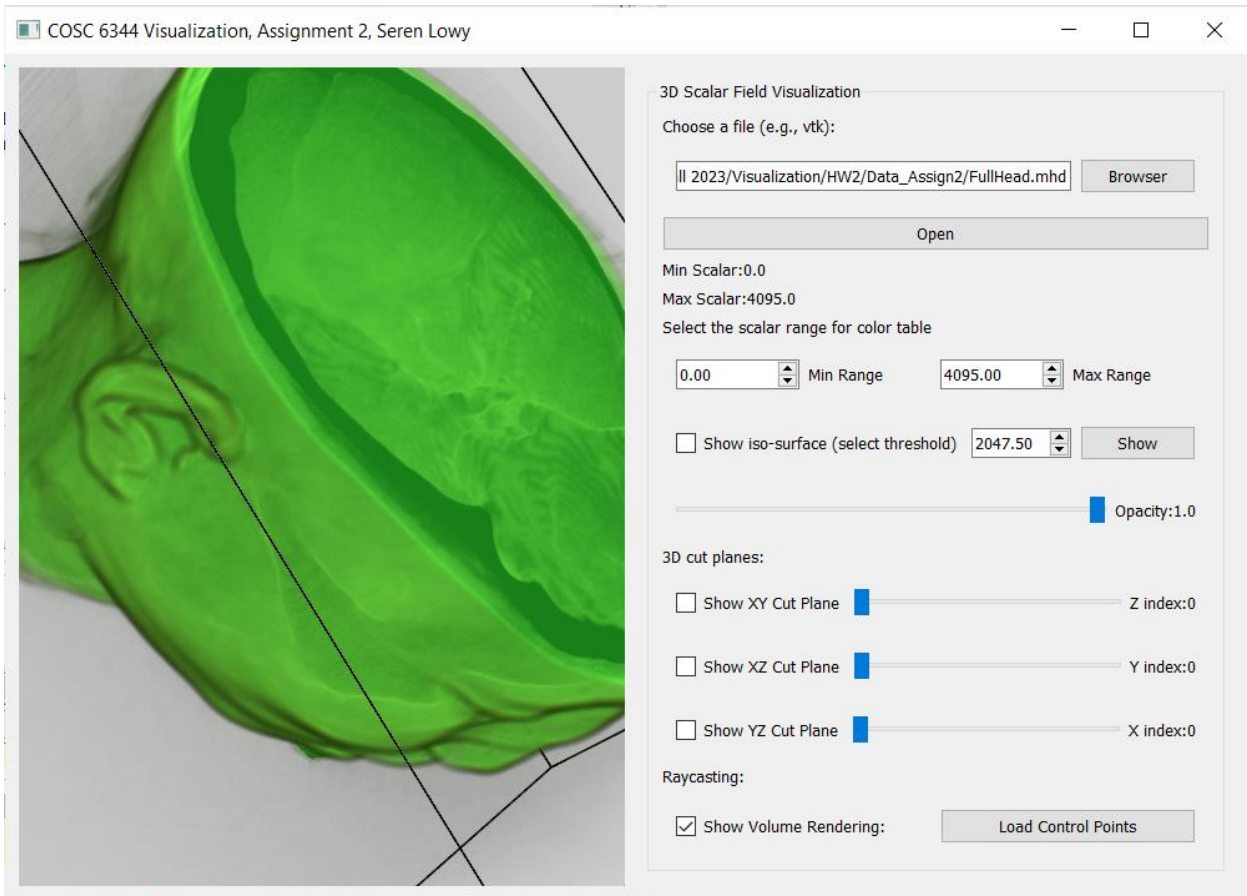 COSC 6344 Visualization, Assignment 2, Seren Lowy
3D Scalar Field Visualization
Choose a file (e.g., vtk):
ll 2023/Visualization/HW2/Data_Assign2/FullHead.mhd Browser
Open
Min Scalar:0.0
Max Scalar:4095.0
Select the scalar range for color table
0.00 Min Range 4095.00 Max Range
Show iso-surface (select threshold) 2047.50 Show
Opacity:1.0
3D cut planes:
Show XY Cut Plane Z index:0
Show XZ Cut Plane Y index:0
Show YZ Cut Plane X index:0
Raycasting:
Show Volume Rendering: Load Control Points